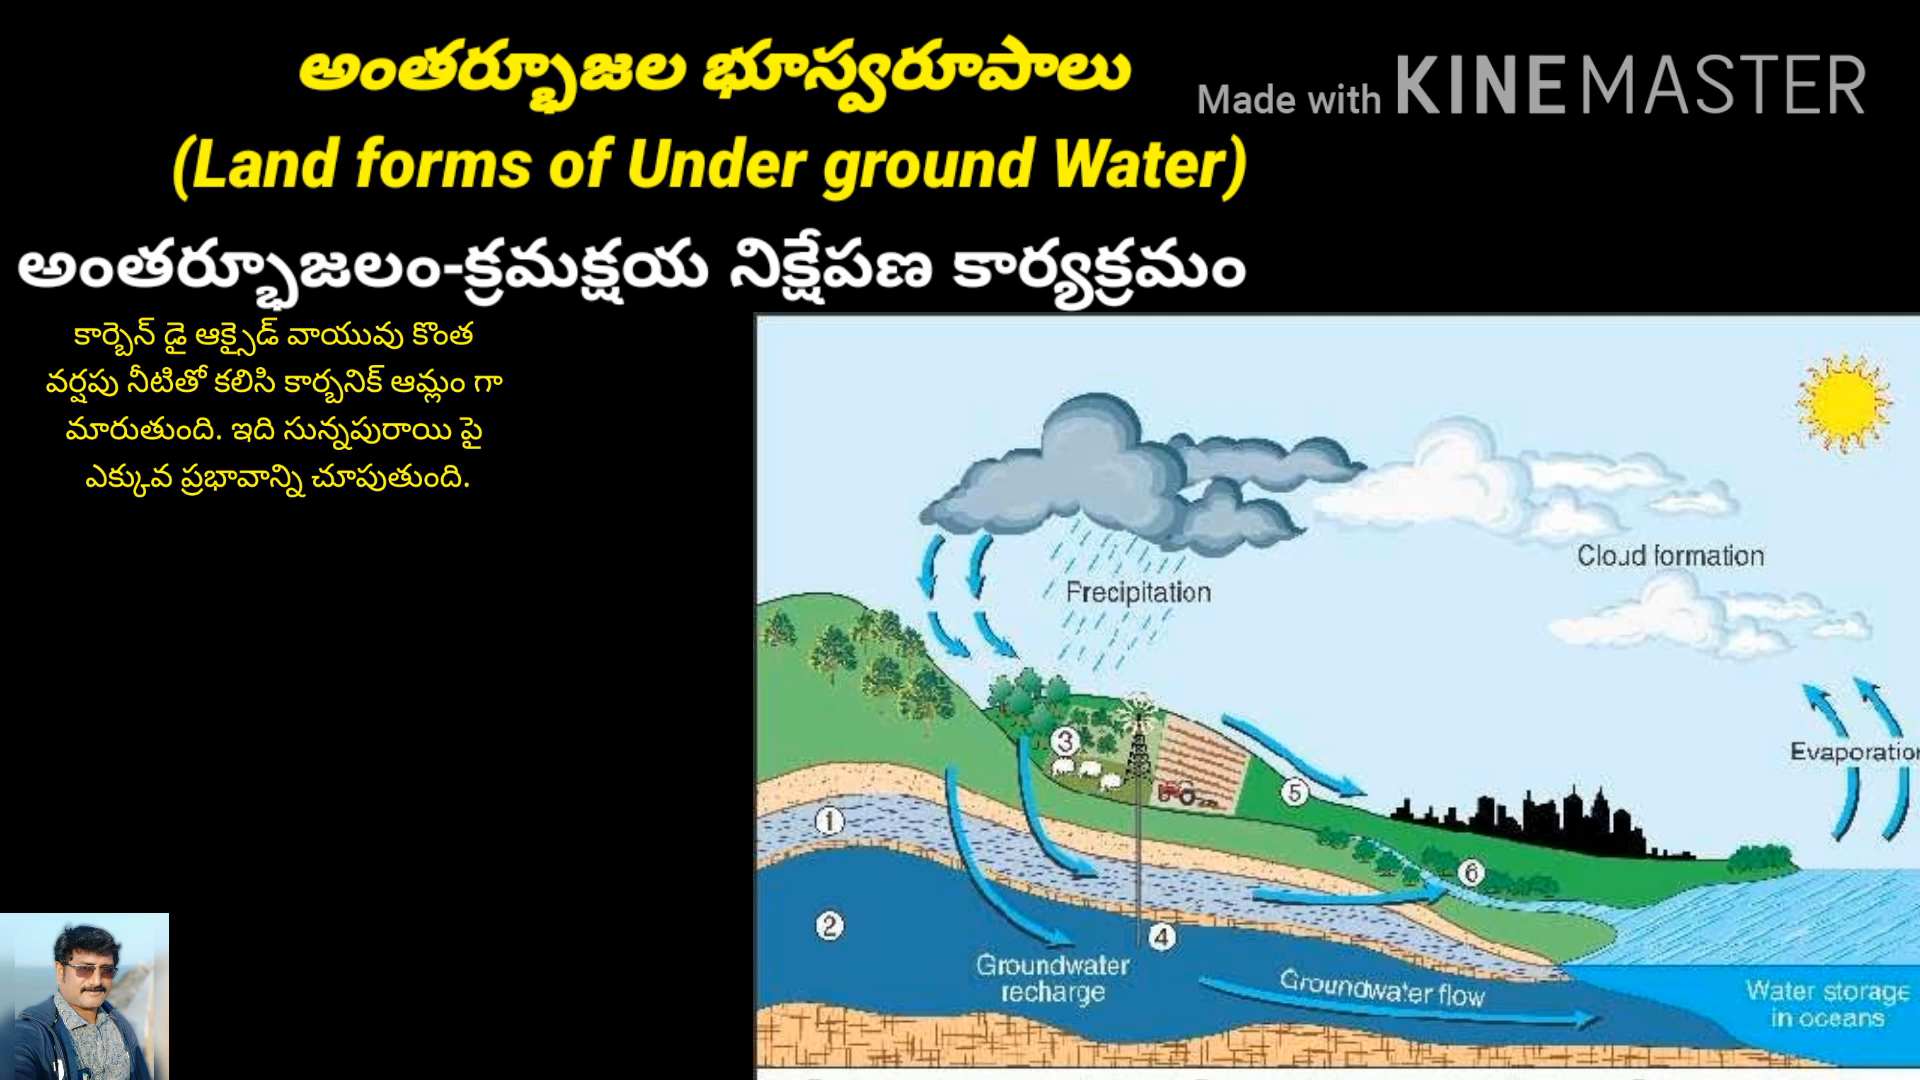 అంతర్భూజల భూస్వరూపాలు
Made with KINEMASTER
(Land forms of Under ground Water)
అంతర్భూజలం-క్రమక్షయ నిక్షేపణ కార్యక్రమం
కార్బెన్ డై ఆక్సైడ్ వాయువు కొంత
వర్షపు నీటితో కలిసి కార్బనిక్ ఆమ్లం గా
మారుతుంది. ఇది సున్నపురాయి పై
ఎక్కువ ప్రభావాన్ని చూపుతుంది.
Cloud formation
Precipitation
Evaporation
3
5
1
6
2
4
Groundwater
recharge
Groundwater flow
Water storage
in oceans